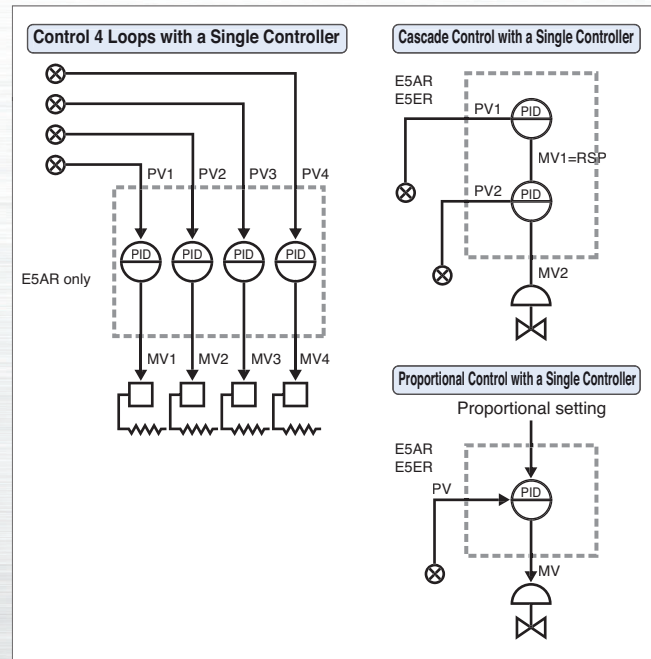 Control 4 Loops with a Single Controller
PV1 PV2 PV3 PV4
PID PID PID PID
E5AR only
MV1 MV2 MV3 MV4
Cascade Control with a Single Controller
E5AR
E5ER
PV1
PID
MV1=RSP
PV2
PID
MV2
Proportional Control with a Single Controller
Proportional setting
E5AR
E5ER
PV
PID
MV